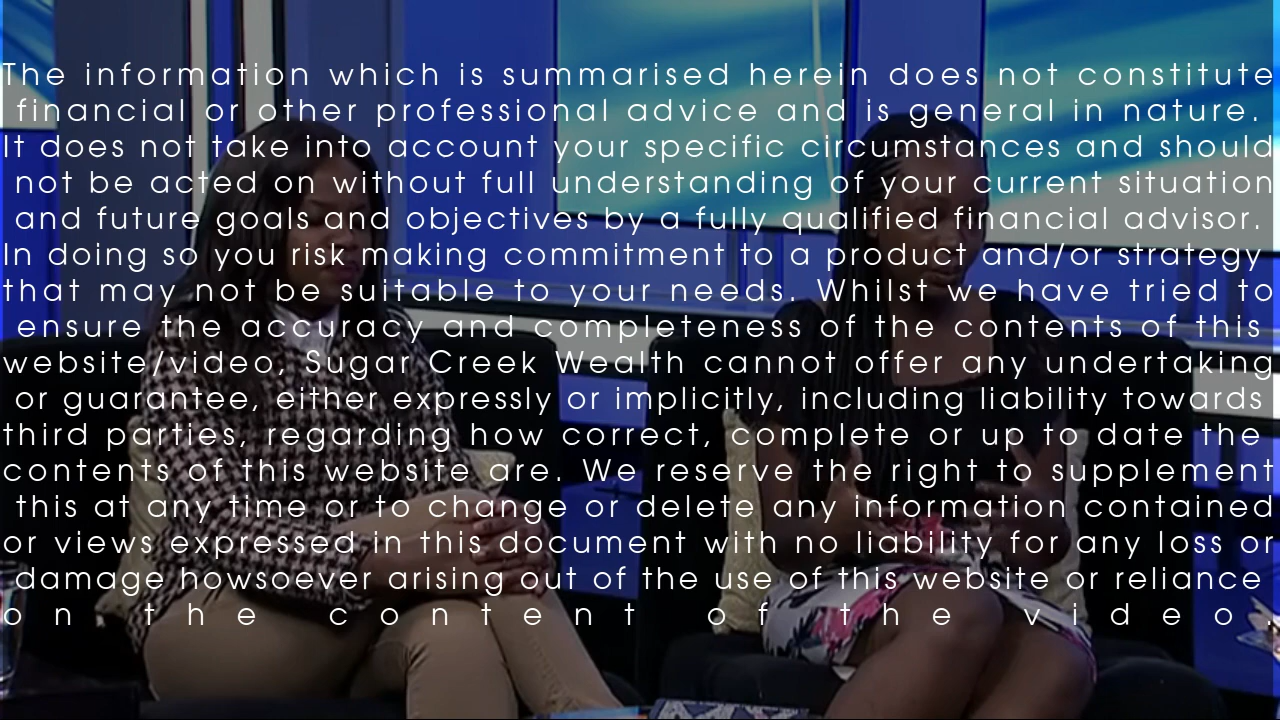 The information which is summarised herein does not constitute
financial or other professional advice and is general in nature.
It does not take into account your specific circumstances and should
not be acted on without full understanding of your current situation
and future goals and objectives by a fully qualified financial advisor.
In doing so you risk making commitment to a product and/or strategy
that may not be suitable to your needs. Whilst we have tried to
ensure the accuracy and completeness of the contents of this
website/video, Sugar Creek Wealth cannot offer any undertaking
or guarantee, either expressly or implicitly, including liability towards
third parties, regarding how correct, complete or up to date the
contents of this website are. We reserve the right to supplement
this at any time or to change or delete any information contained
or views expressed in this document with no liability for any loss or
damage howsoever arising out of the use of this website or reliance
on the content of the video.